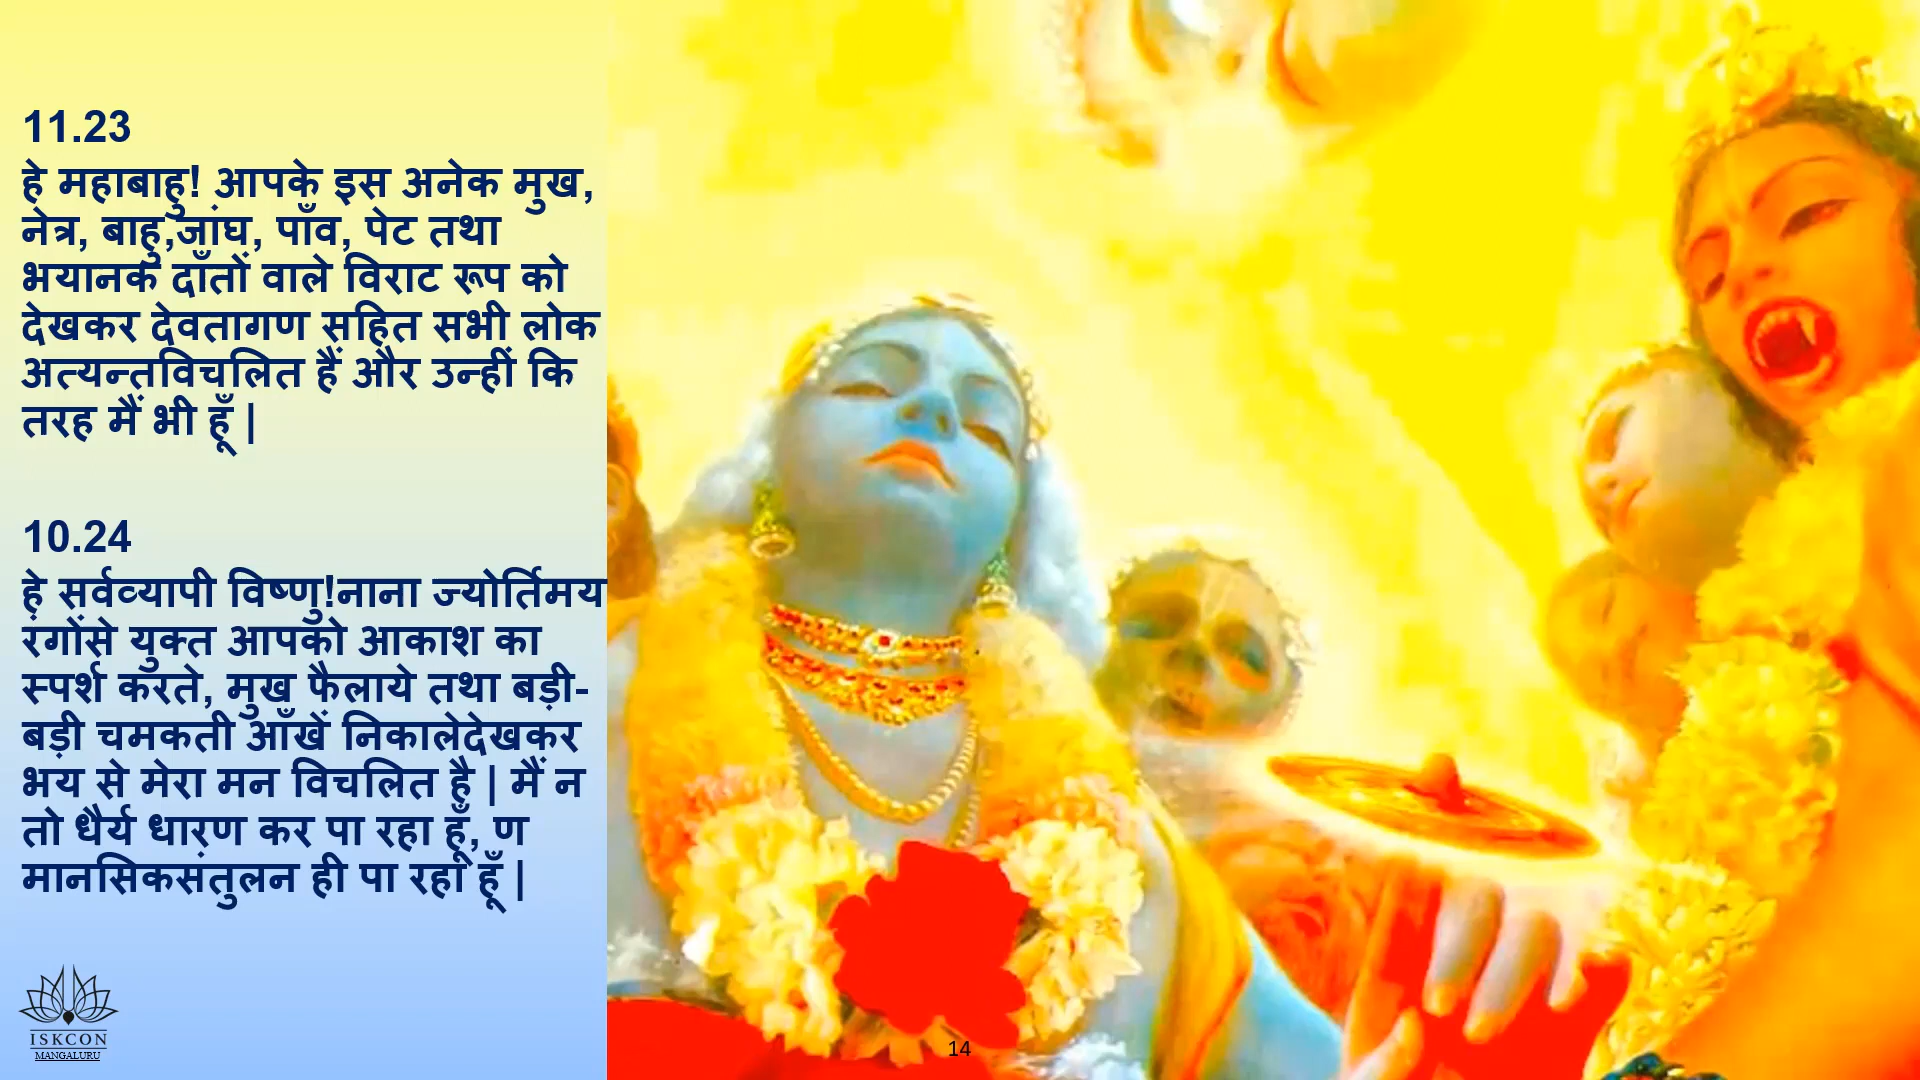 11.23
हे महाबाहु! आपके इस अनेक मुख,
नेत्र, बाहु,जांघ, पाँव, पेट तथा
भयानक दाँतों वाले विराट रूप को
देखकर देवतागण सहित सभी लोक
अत्यन्तविचलित हैं और उन्हीं कि
तरह मैं भी हूँ |
10.24
हे सर्वव्यापी विष्णु!नाना ज्योर्तिमय
रंगोंसे युक्त आपको आकाश का
स्पर्श करते, मुख फैलाये तथा बड़ी-
बड़ी चमकती आँखें निकालेदेखकर
भय से मेरा मन विचलित है | मैं न
तो धैर्य धारण कर पा रहा हूँ, ण
मानसिकसंतुलन ही पा रहा हूँ |
ISKCON
MANGALURU
14